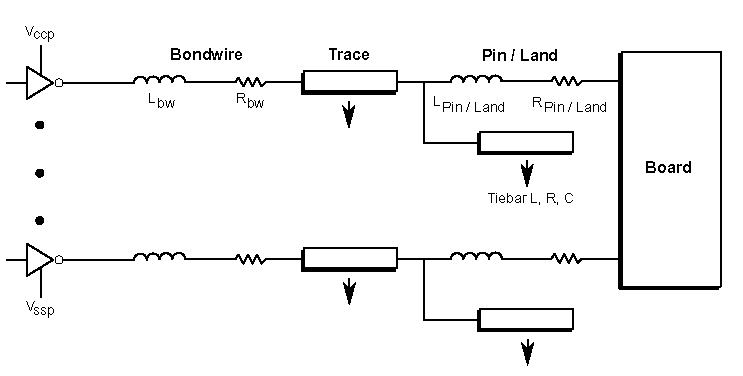 Vccp
Bondwire
Trace
Pin / Land
Lbw
Rbw
LPin / Land
RPin / Land
Board
Tiebar L, R, C
Vssp